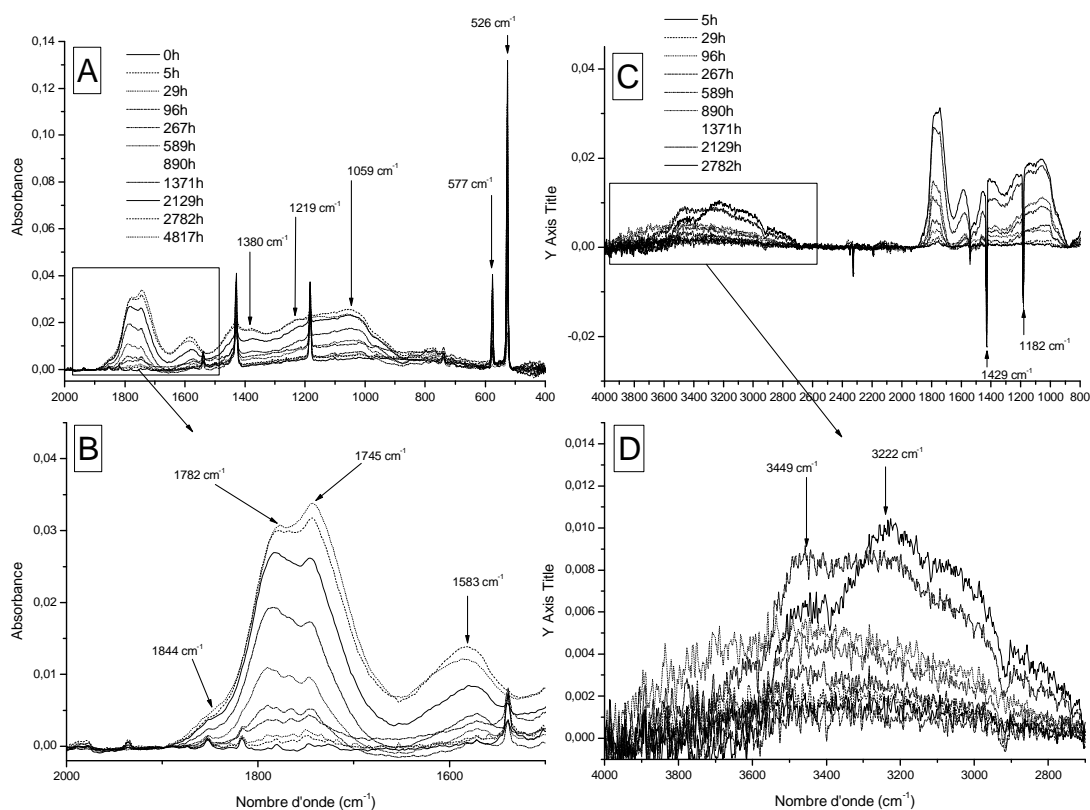 A
0h
5h
29h
96h
267h
589h
890h
1371h
2129h
2782h
4817h
526 cm-1
577 cm-1
1059 cm-1
1219 cm-1
1380 cm-1
Absorbance
0,14
0,12
0,10
0,08
0,06
0,04
0,02
0,00
2000 1800 1600 1400 1200 1000 800 600 400
C
5h
29h
96h
267h
589h
890h
1371h
2129h
2782h
Y Axis Title
0,04
0,02
0,00
-0,02
1182 cm-1
1429 cm-1
4000 3800 3600 3400 3200 3000 2800 2600 2400 2200 2000 1800 1600 1400 1200 1000 800
B
1745 cm-1
1782 cm-1
1583 cm-1
1844 cm-1
Absorbance
0,04
0,03
0,02
0,01
0,00
2000 1800 1600
Nombre d'onde (cm-1)
D
3449 cm-1
3222 cm-1
Y Axis Title
0,014
0,012
0,010
0,008
0,006
0,004
0,002
0,000
4000 3800 3600 3400 3200 3000 2800
Nombre d'onde (cm-1)